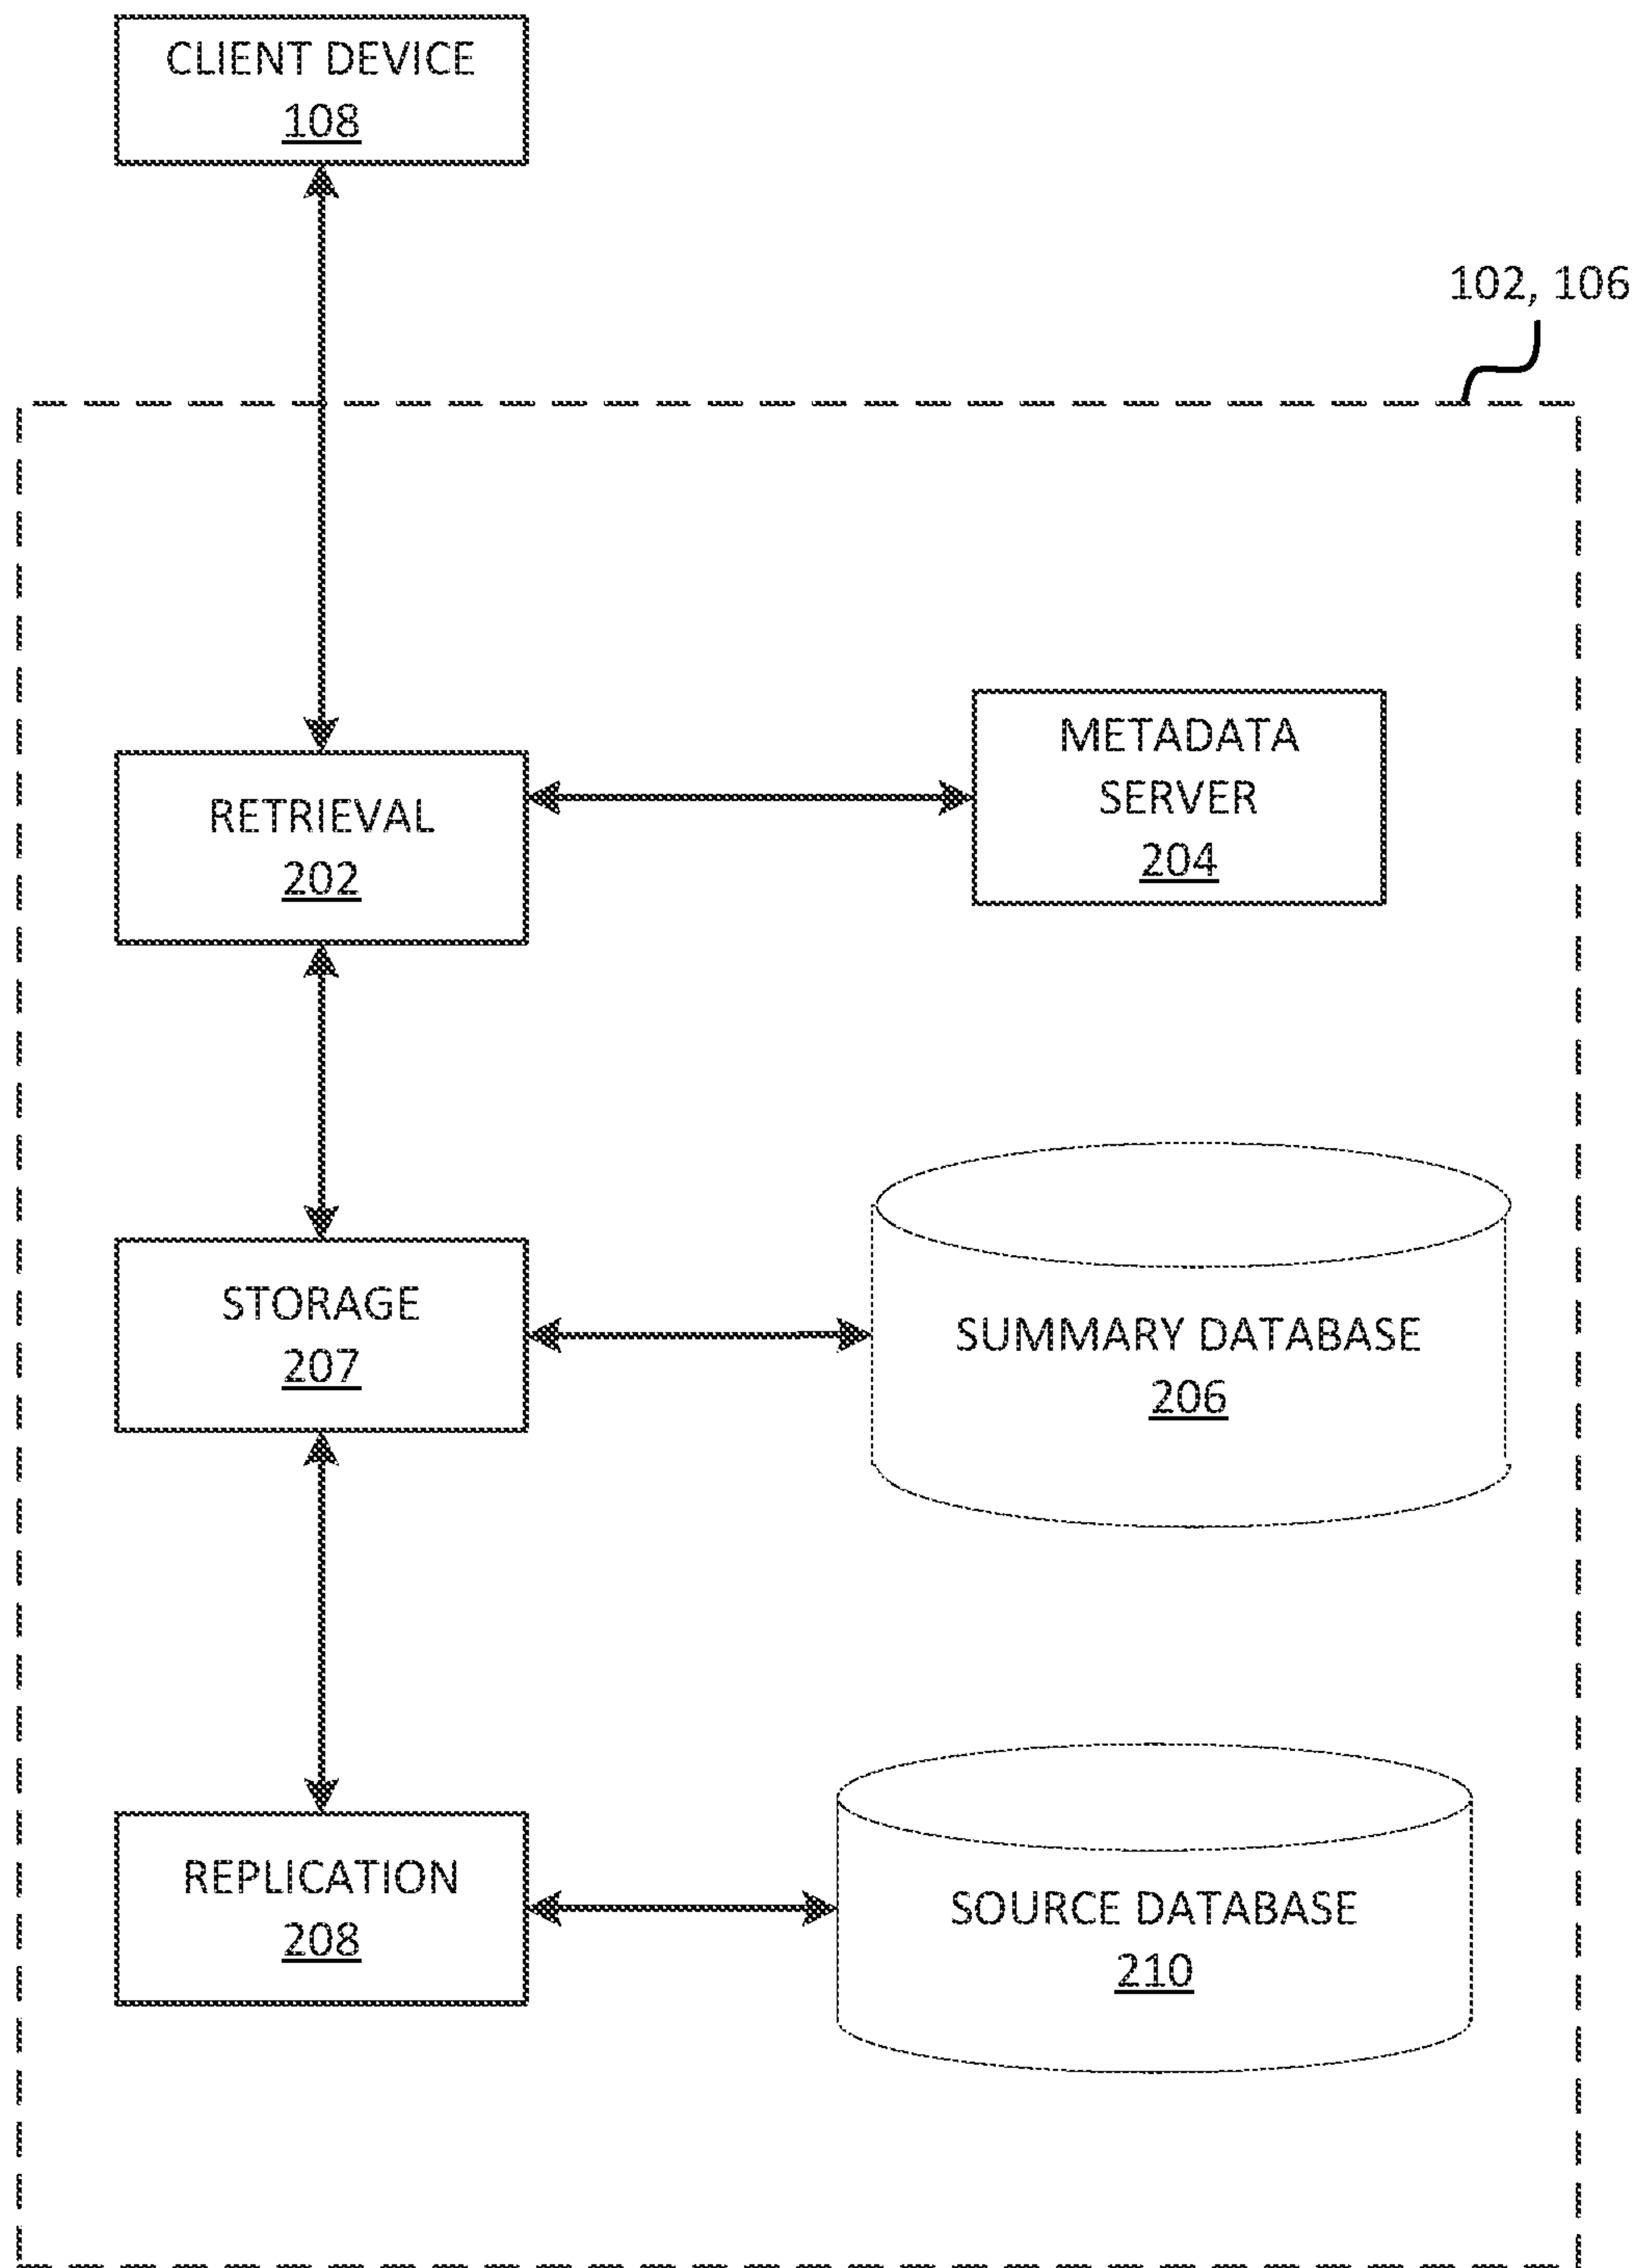 CLIENT DEVICE
108
102, 106
RETRIEVAL
202
METADATA
SERVER
204
STORAGE
207
SUMMARY DATABASE
206
REPLICATION
208
SOURCE DATABASE
210